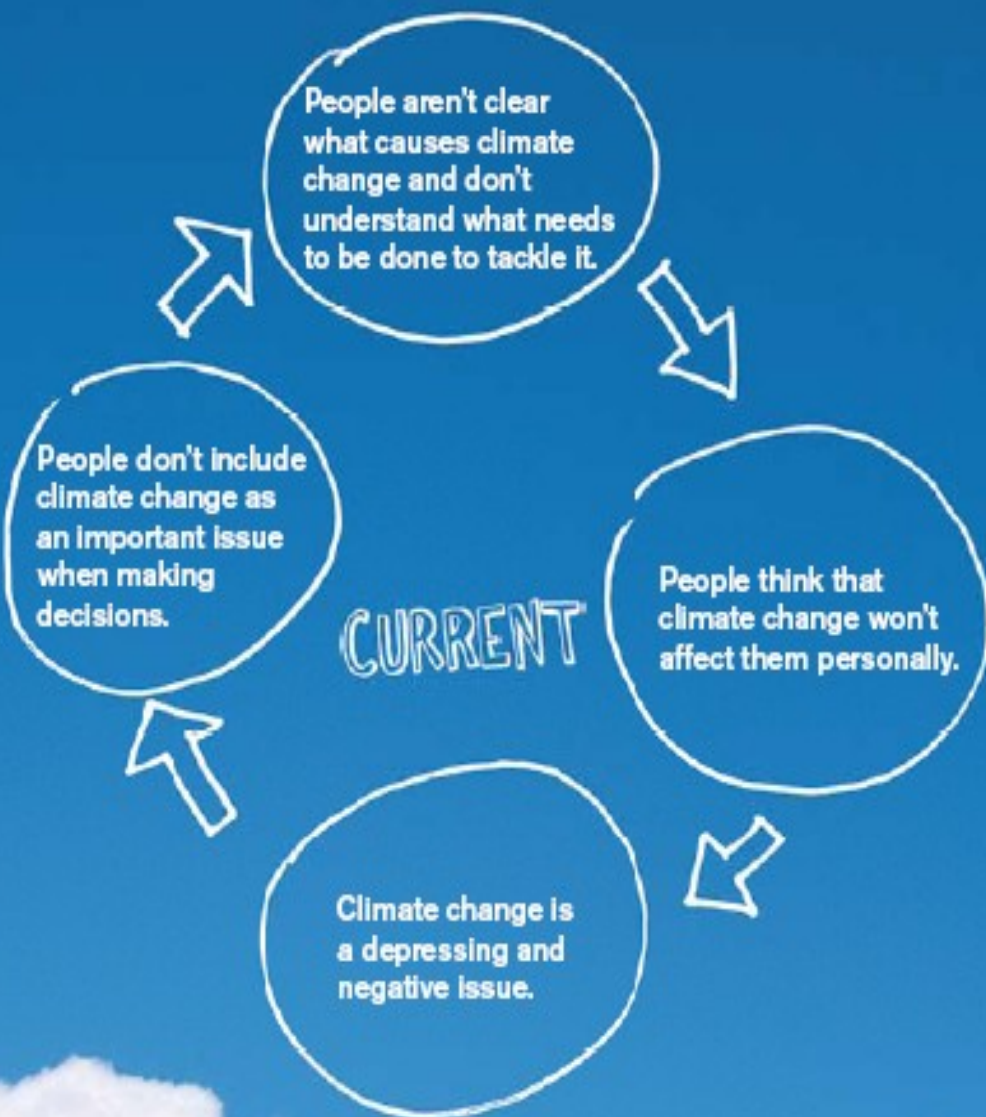 People aren't clear
what causes climate
change and don't
understand what needs
to be done to tackle it.
People think that
climate change won't
affect them personally.
Climate change is
a depressing and
negative issue.
People don't include
climate change as
an important issue
when making
decisions.
CURRENT